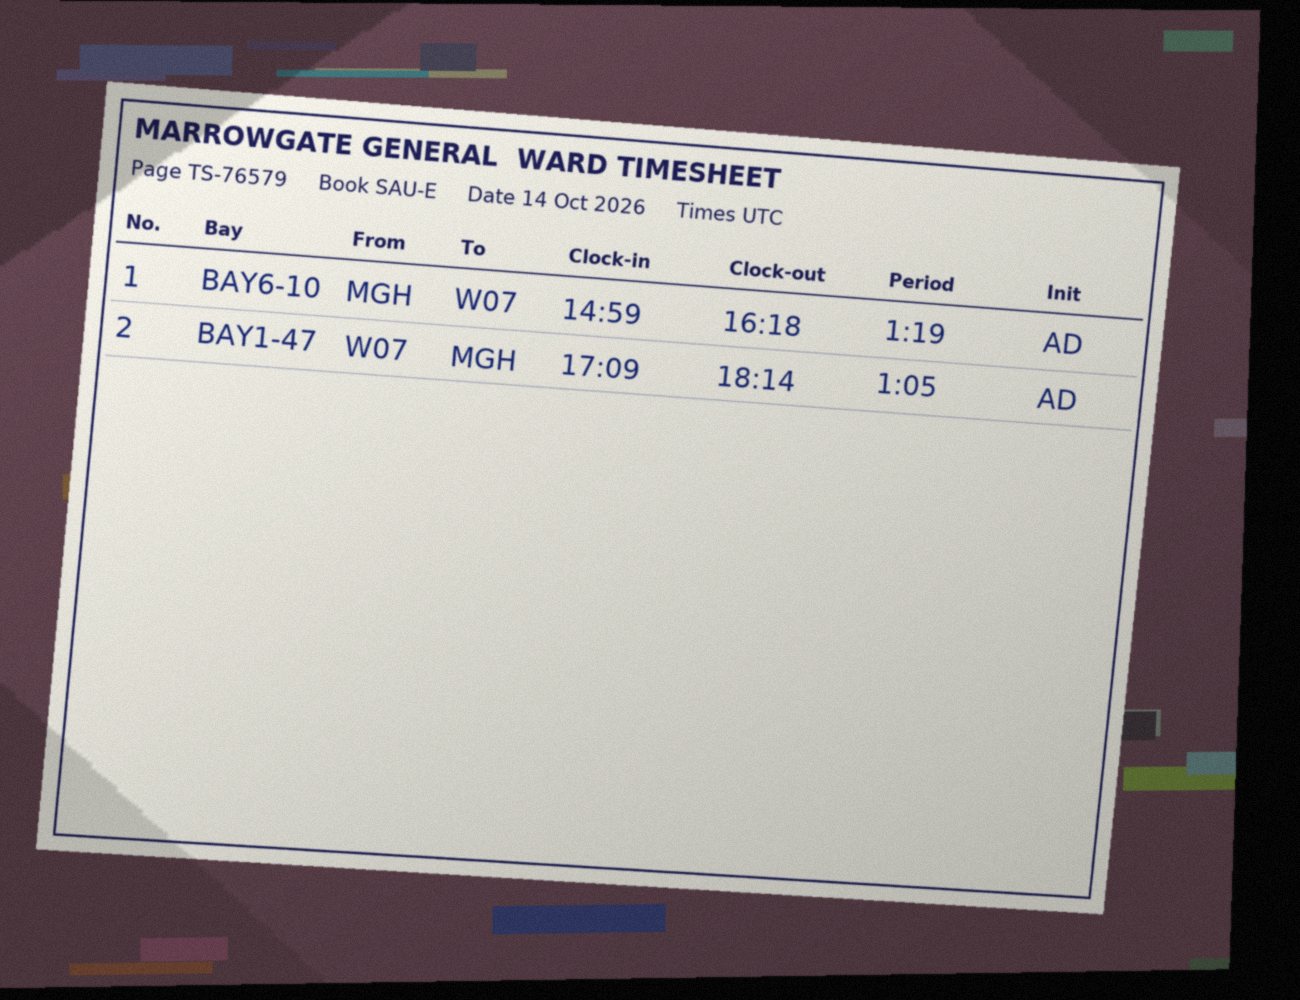 MARROWGATE GENERAL WARD TIMESHEET
Page TS-76579 Book SAU-E Date 14 Oct 2026 Times UTC
No. Bay From To Clock-in Clock-out Period Init
1 BAY6-10 MGH W07 14:59 16:18 1:19 AD
2 BAY1-47 W07 MGH 17:09 18:14 1:05 AD